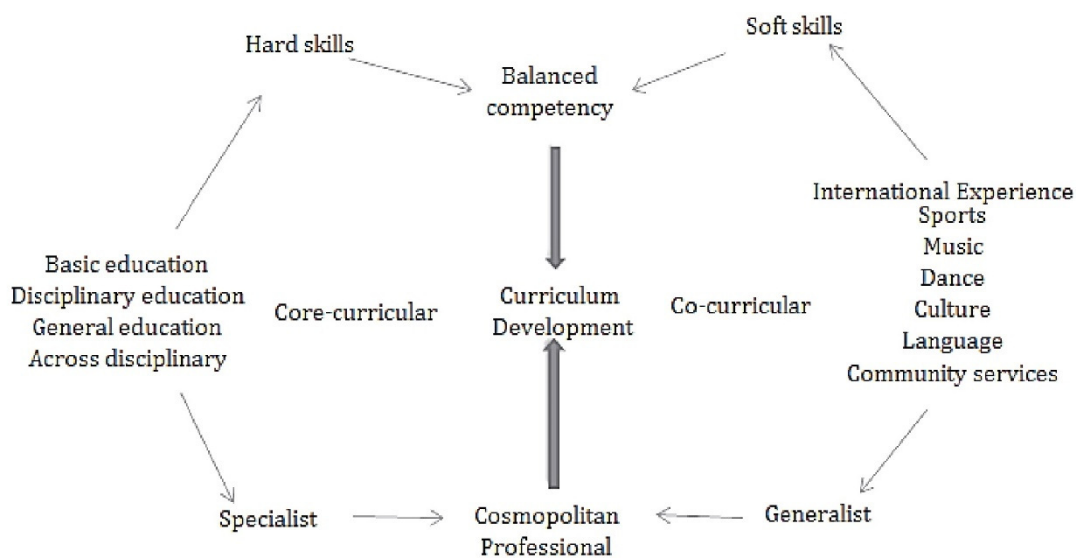 Soft skills
Hard skills
Balanced
competency
International Experience
Sports
Music
Dance
Culture
Language
Community services
Basic education
Disciplinary education
General education
Across disciplinary
Core-curricular
Curriculum
Development
Co-curricular
Specialist
Cosmopolitan
Professional
Generalist